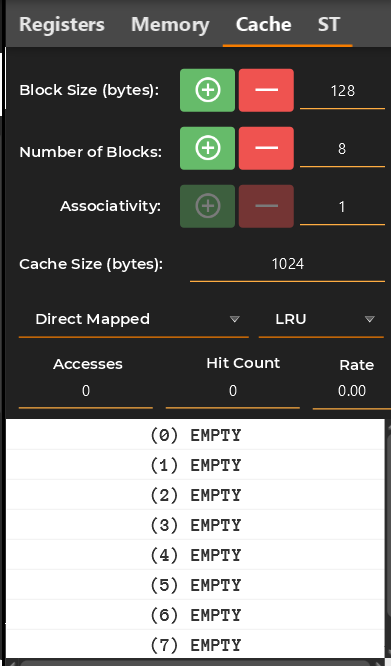 Registers Memory Cache ST
Block Size (bytes): 128
Number of Blocks: 8
Associativity: 1
Cache Size (bytes): 1024
Direct Mapped LRU
Accesses Hit Count Rate
0 0 0.00
(0) EMPTY
(1) EMPTY
(2) EMPTY
(3) EMPTY
(4) EMPTY
(5) EMPTY
(6) EMPTY
(7) EMPTY